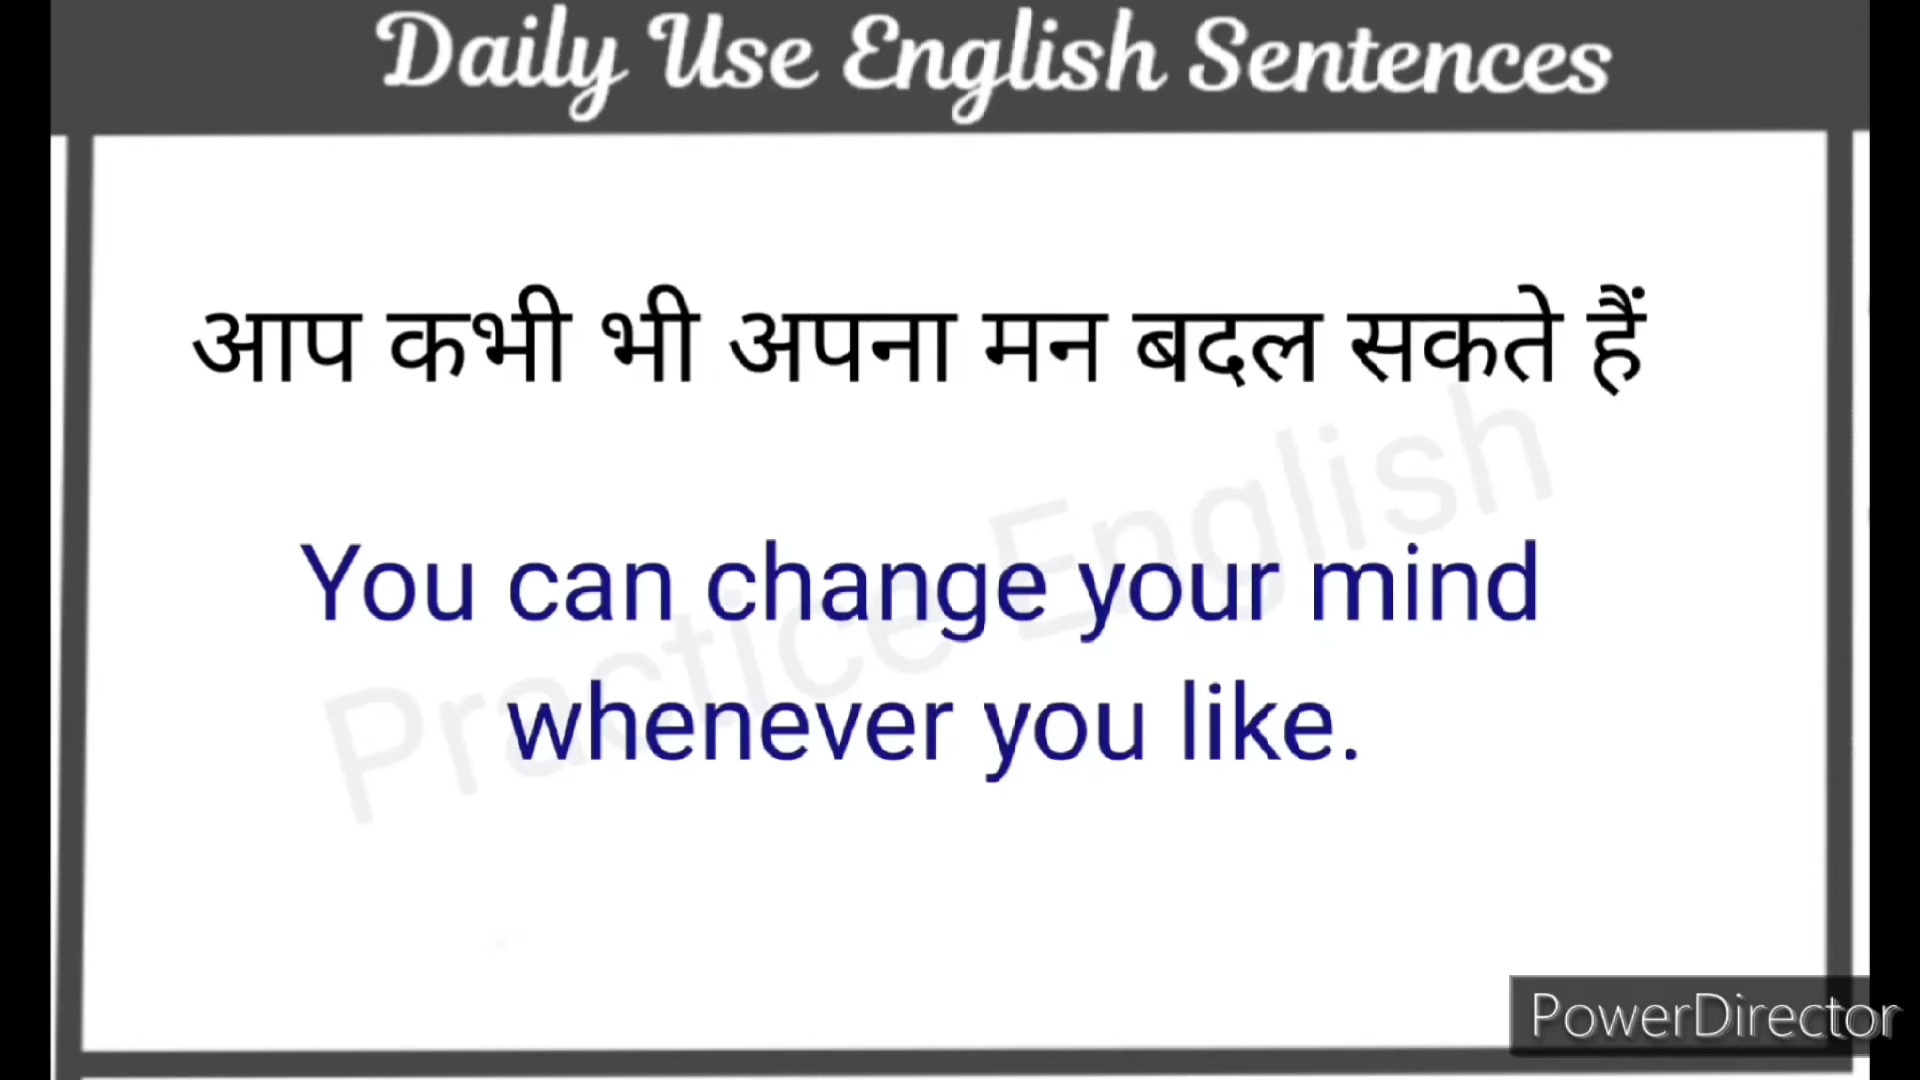 Daily Use English Sentences
आप कभी भी अपना मन बदल सकते हैं
Practice English
You can change your mind
whenever you like.
PowerDirector